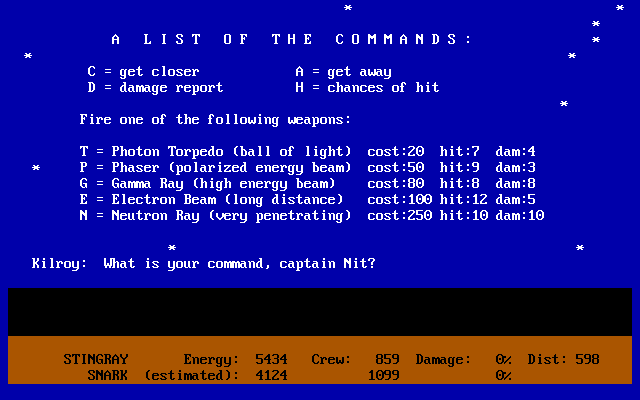 A LIST OF THE COMMANDS:
C = get closer A = get away
D = damage report H = chances of hit
Fire one of the following weapons:
T = Photon Torpedo (ball of light) cost:20 hit:7 dam:4
P = Phaser (polarized energy beam) cost:50 hit:9 dam:3
G = Gamma Ray (high energy beam) cost:80 hit:8 dam:8
E = Electron Beam (long distance) cost:100 hit:12 dam:5
N = Neutron Ray (very penetrating) cost:250 hit:10 dam:10
Kilroy: What is your command, captain Nit?
STINGRAY Energy: 5434 Crew: 859 Damage: 0% Dist: 598
SNARK (estimated): 4124 1099 0%